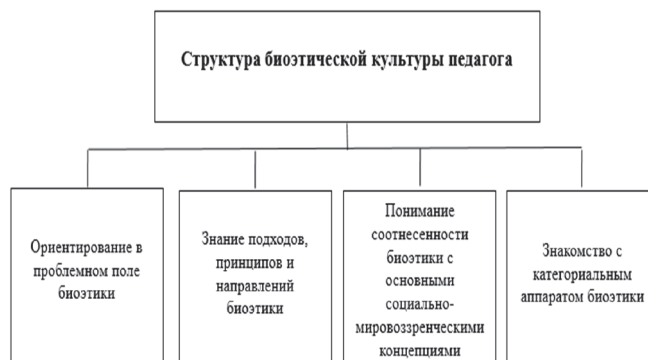 Структура биоэтической культуры педагога
Ориентирование в
проблемном поле
биоэтики
Знание подходов,
принципов и
направлений
биоэтики
Понимание
соотнесенности
биоэтики с
основными
социально-
мировоззренческими
концепциями
Знакомство с
категориальным
аппаратом биоэтики